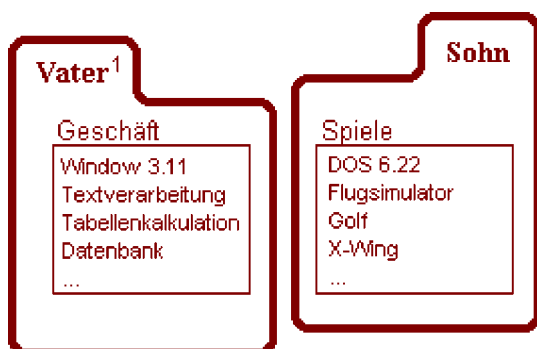 Vater¹
Geschäft
Window 3.11
Textverarbeitung
Tabellenkalkulation
Datenbank
...
Sohn
Spiele
DOS 6.22
Flugsimulator
Golf
X-Wing
...